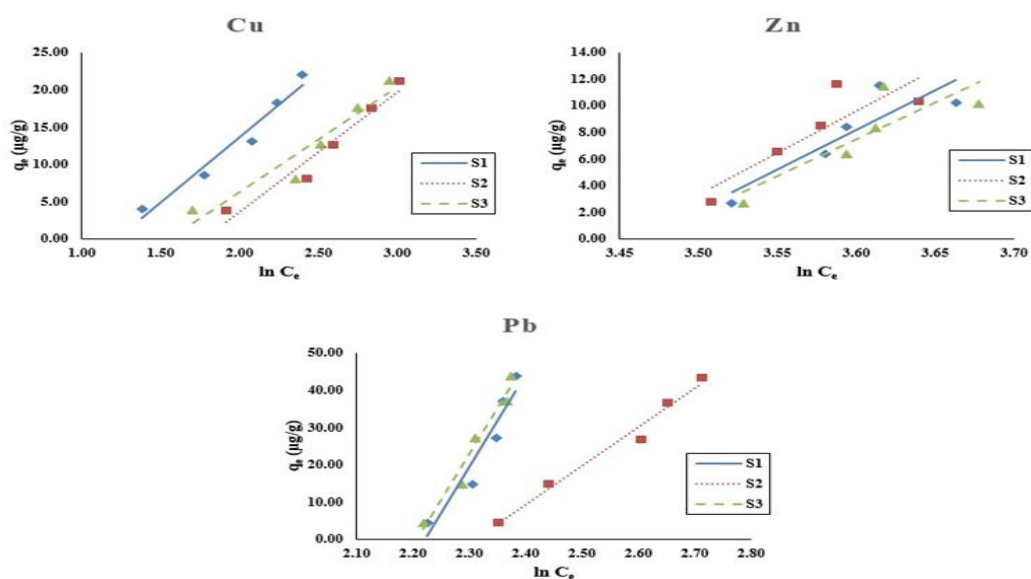 Cu
25.00
20.00
15.00
10.00
5.00
0.00
qe (µg/g)
1.00 1.50 2.00 2.50 3.00 3.50
ln Ce
S1
S2
S3
Zn
14.00
12.00
10.00
8.00
6.00
4.00
2.00
0.00
qe (µg/g)
3.45 3.50 3.55 3.60 3.65 3.70
ln Ce
S1
S2
S3
Pb
50.00
40.00
30.00
20.00
10.00
0.00
qe (µg/g)
2.10 2.20 2.30 2.40 2.50 2.60 2.70 2.80
ln Ce
S1
S2
S3